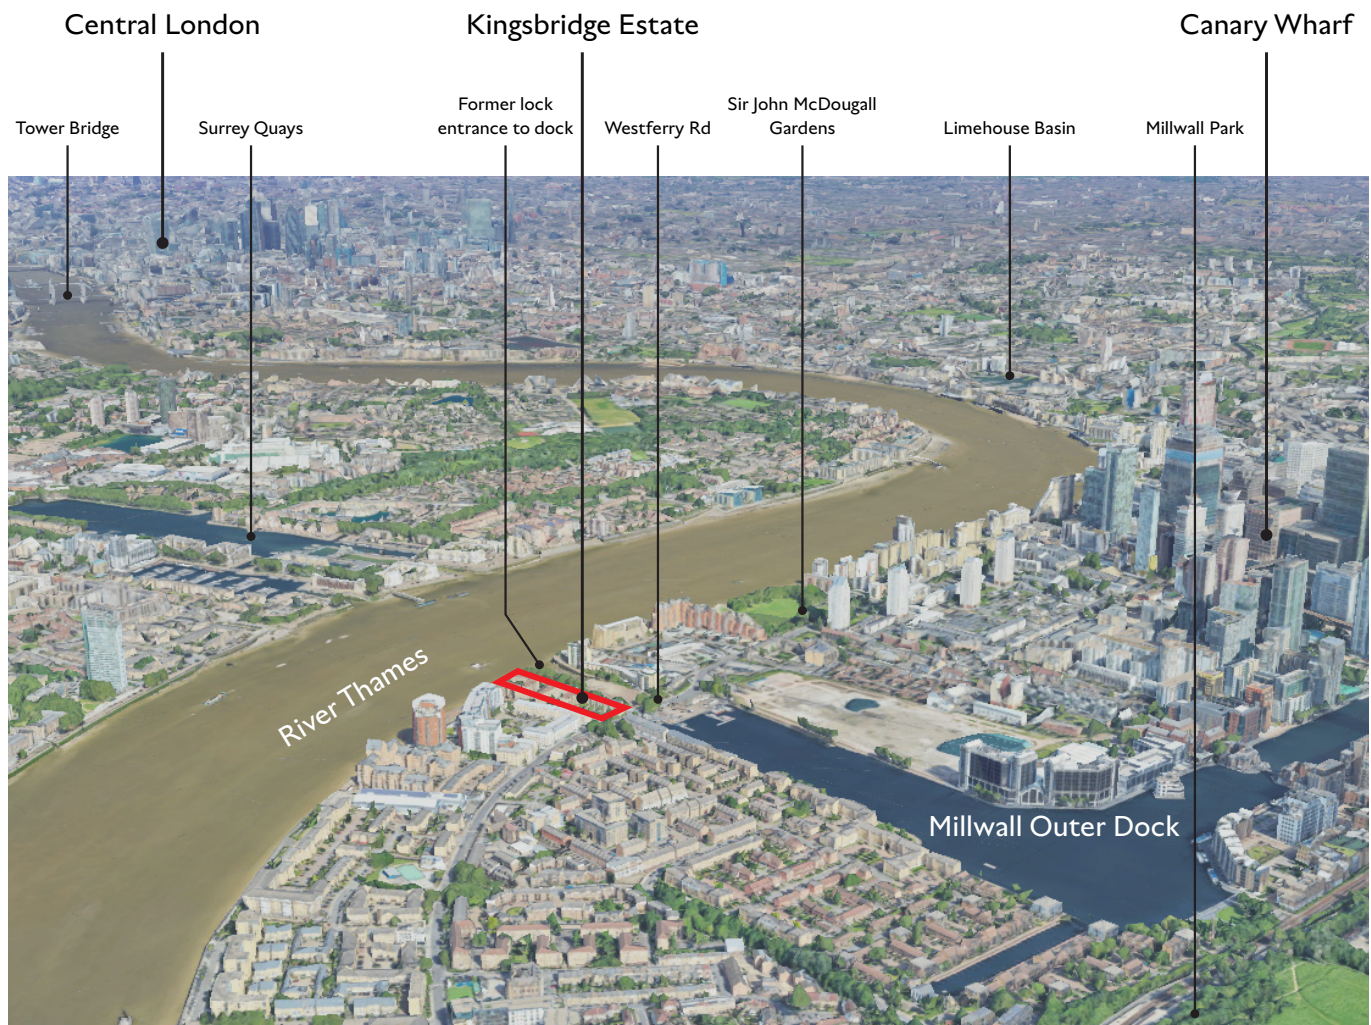 Central London
Kingsbridge Estate
Canary Wharf
Tower Bridge
Surrey Quays
Former lock
entrance to dock
Westferry Rd
Sir John McDougall
Gardens
Limehouse Basin
Millwall Park
River Thames
Millwall Outer Dock